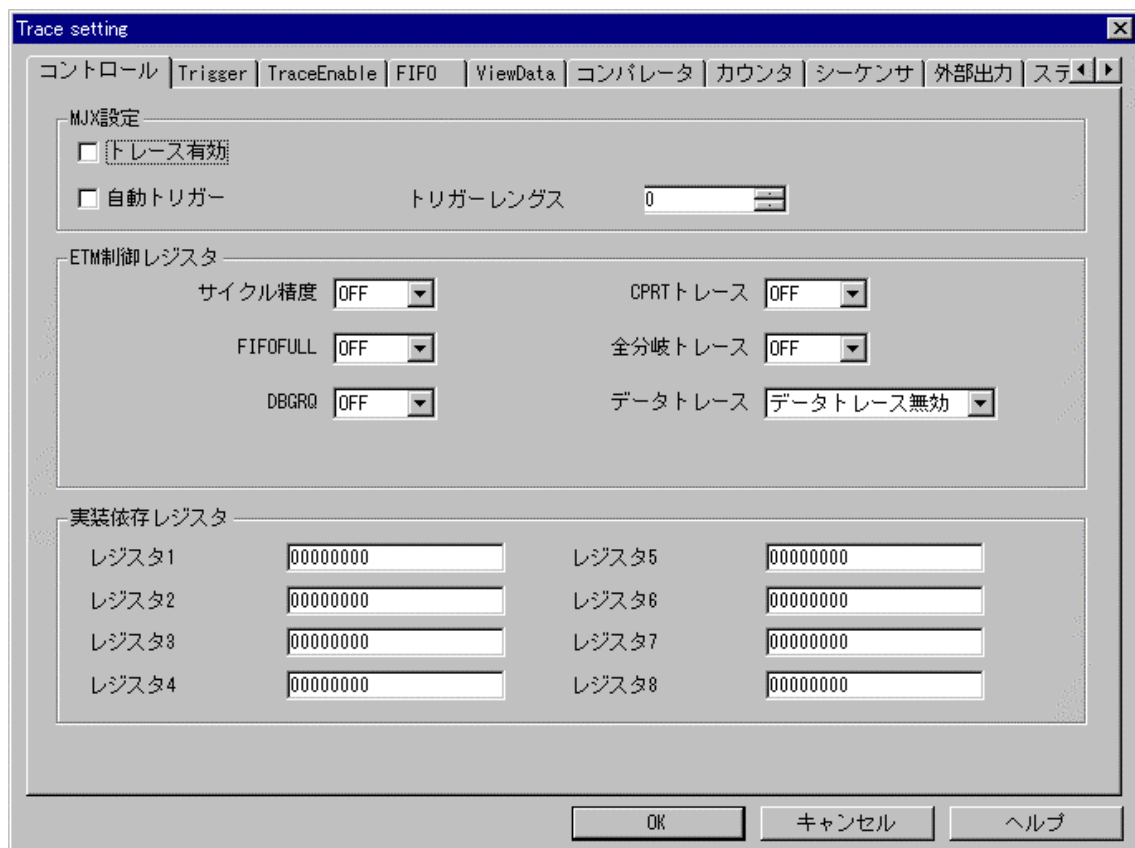 Trace setting
コントロール Trigger TraceEnable FIFO ViewData コンパレータ カウンタ シーケンサ 外部出力 ステ
MJX設定
トレース有効
自動トリガー トリガーレングス 0
ETM制御レジスタ
サイクル精度 OFF CPRTトレース OFF
FIFOFULL OFF 全分岐トレース OFF
DBGRQ OFF データトレース データトレース無効
実装依存レジスタ
レジスタ1 00000000 レジスタ5 00000000
レジスタ2 00000000 レジスタ6 00000000
レジスタ3 00000000 レジスタ7 00000000
レジスタ4 00000000 レジスタ8 00000000
OK キャンセル ヘルプ